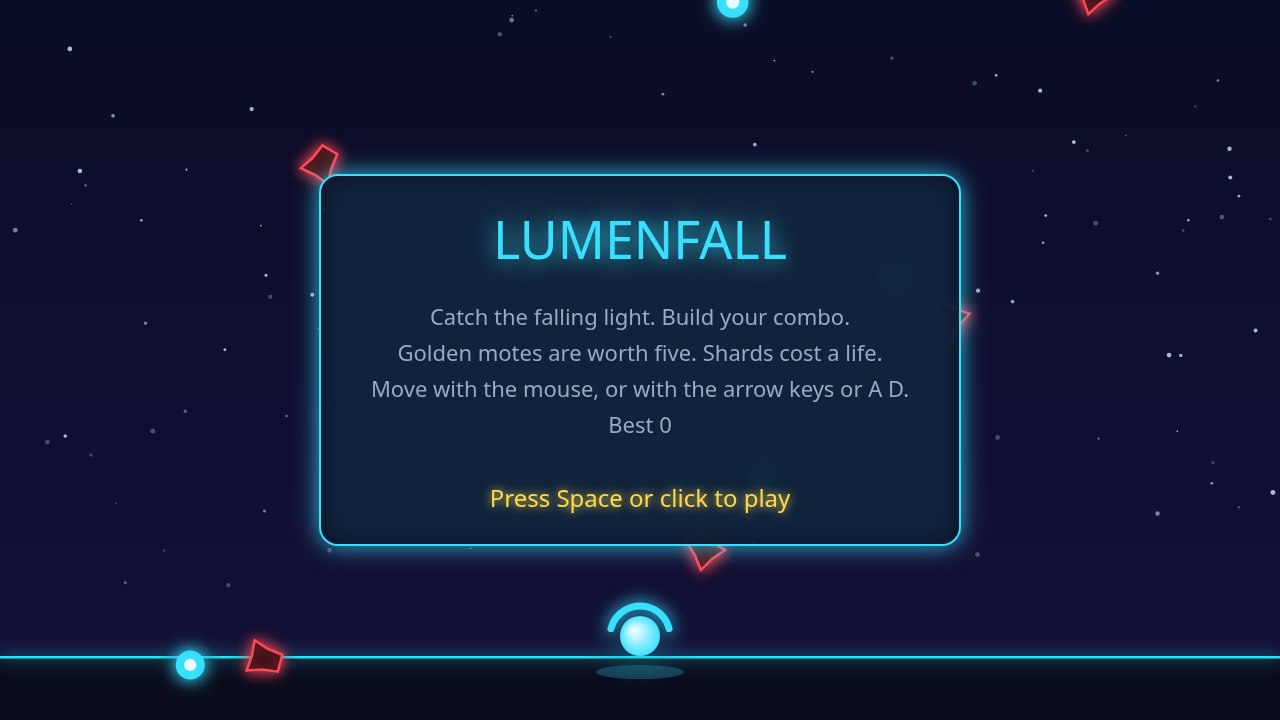 LUMENFALL
Catch the falling light. Build your combo.
Golden motes are worth five. Shards cost a life.
Move with the mouse, or with the arrow keys or A D.
Best 0
Press Space or click to play